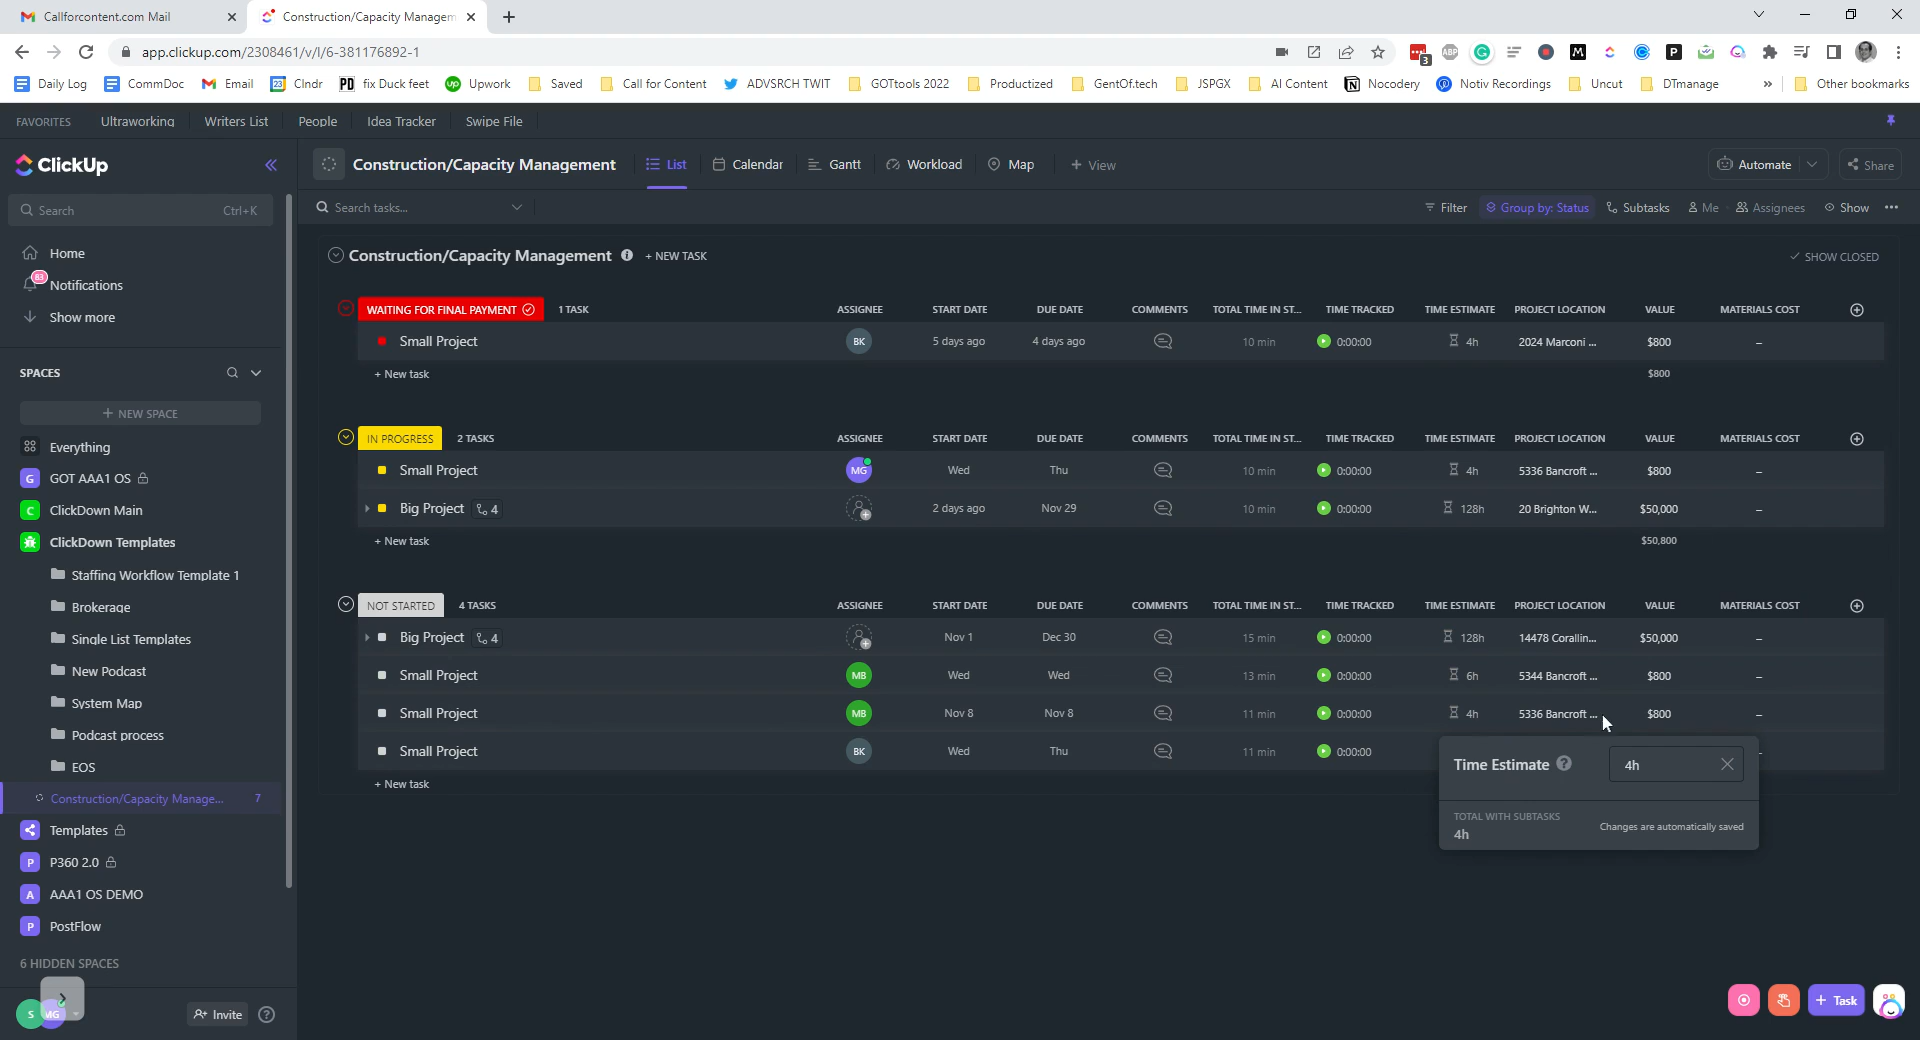 Callforcontent.com Mail
Construction/Capacity Managem
app.clickup.com/2308461/v/l/6-381176892-1
ABP
M
P
3
Daily Log
CommDoc
Email
23
Clndr
PD
fix Duck feet
up
Upwork
Saved
Call for Content
ADVSRCH TWIT
GOTtools 2022
Productized
GentOf.tech
JSPGX
AI Content
Nocodery
Notiv Recordings
Uncut
DTmanage
»
Other bookmarks
FAVORITES
Ultraworking
Writers List
People
Idea Tracker
Swipe File
ClickUp
Construction/Capacity Management
List
Calendar
Gantt
Workload
Map
+ View
Automate
Share
Search
Ctrl+K
Search tasks...
Filter
Group by: Status
Subtasks
Me
Assignees
Show
Home
83
Notifications
Show more
SPACES
+ NEW SPACE
Everything
G GOT AAA1 OS
C ClickDown Main
ClickDown Templates
Staffing Workflow Template 1
Brokerage
Single List Templates
New Podcast
System Map
Podcast process
EOS
Construction/Capacity Manage... 7
Templates
P P360 2.0
A AAA1 OS DEMO
P PostFlow
6 HIDDEN SPACES
S MG
Invite
Construction/Capacity Management
+ NEW TASK
SHOW CLOSED
WAITING FOR FINAL PAYMENT 1 TASK ASSIGNEE START DATE DUE DATE COMMENTS TOTAL TIME IN ST... TIME TRACKED TIME ESTIMATE PROJECT LOCATION VALUE MATERIALS COST
Small Project BK 5 days ago 4 days ago 10 min 0:00:00 4h 2024 Marconi ... $800 –
+ New task $800
IN PROGRESS 2 TASKS ASSIGNEE START DATE DUE DATE COMMENTS TOTAL TIME IN ST... TIME TRACKED TIME ESTIMATE PROJECT LOCATION VALUE MATERIALS COST
Small Project MG Wed Thu 10 min 0:00:00 4h 5336 Bancroft ... $800 –
Big Project 4 2 days ago Nov 29 10 min 0:00:00 128h 20 Brighton W... $50,000 –
+ New task $50,800
NOT STARTED 4 TASKS ASSIGNEE START DATE DUE DATE COMMENTS TOTAL TIME IN ST... TIME TRACKED TIME ESTIMATE PROJECT LOCATION VALUE MATERIALS COST
Big Project 4 Nov 1 Dec 30 15 min 0:00:00 128h 14478 Corallin... $50,000 –
Small Project MB Wed Wed 13 min 0:00:00 6h 5344 Bancroft ... $800 –
Small Project MB Nov 8 Nov 8 11 min 0:00:00 4h 5336 Bancroft ... $800 –
Small Project BK Wed Thu 11 min 0:00:00
+ New task
Time Estimate ? 4h
TOTAL WITH SUBTASKS
4h
Changes are automatically saved
+ Task